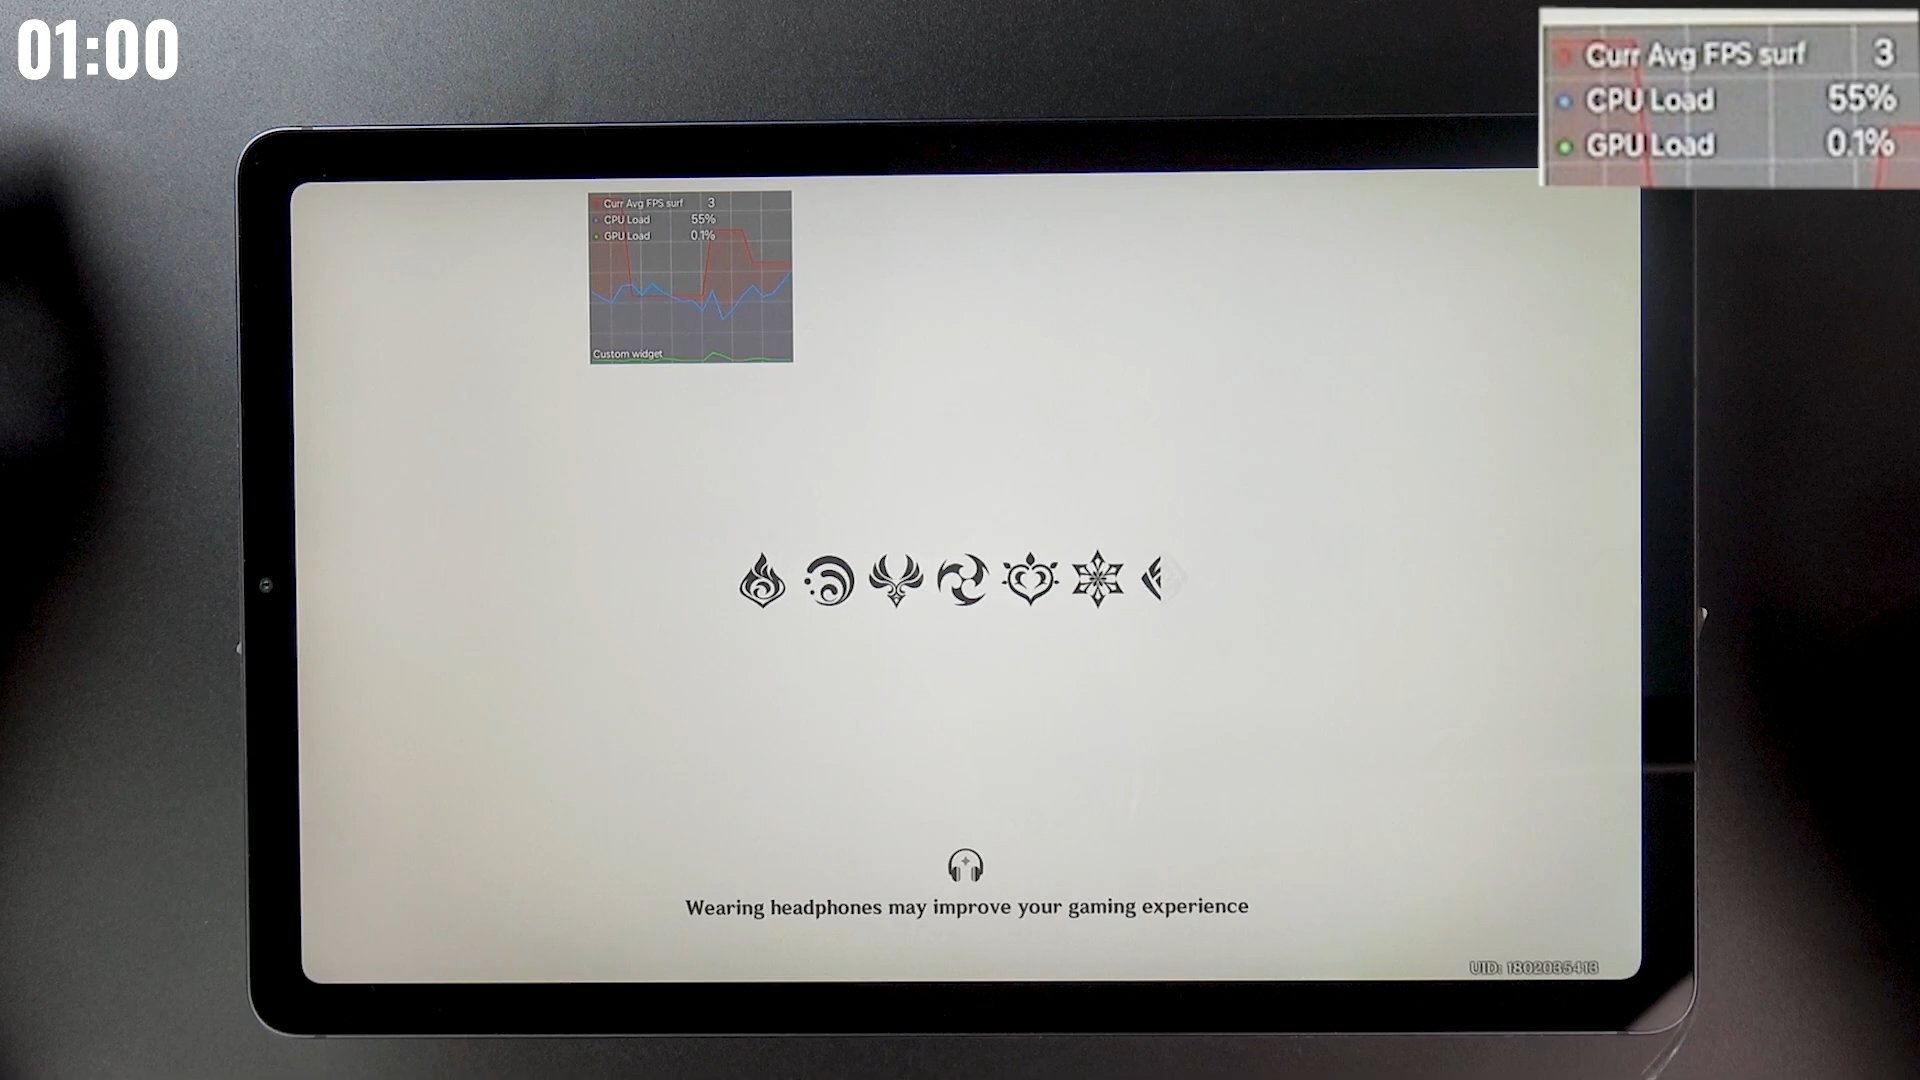 01:00
Curr Avg FPS surf 3
CPU Load 55%
GPU Load 0.1%
Curr Avg FPS surf 3
CPU Load 55%
GPU Load 0.1%
Custom widget
Wearing headphones may improve your gaming experience
UID: 1802035413